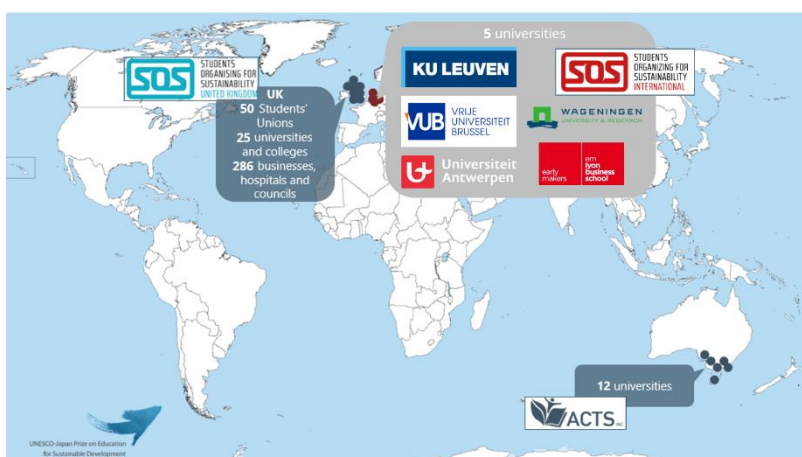 SOS
STUDENTS
ORGANISING FOR
SUSTAINABILITY
UNITED KINGDOM
UK
50 Students'
Unions
25 universities
and colleges
286 businesses,
hospitals and
councils
5 universities
KU LEUVEN
SOS
STUDENTS
ORGANIZING FOR
SUSTAINABILITY
INTERNATIONAL
VUB
VRIJE
UNIVERSITEIT
BRUSSEL
WAGENINGEN
UNIVERSITY & RESEARCH
Universiteit
Antwerpen
early
makers
em
lyon
business
school
12 universities
ACTS INC
UNESCO-Japan Prize on Education
for Sustainable Development